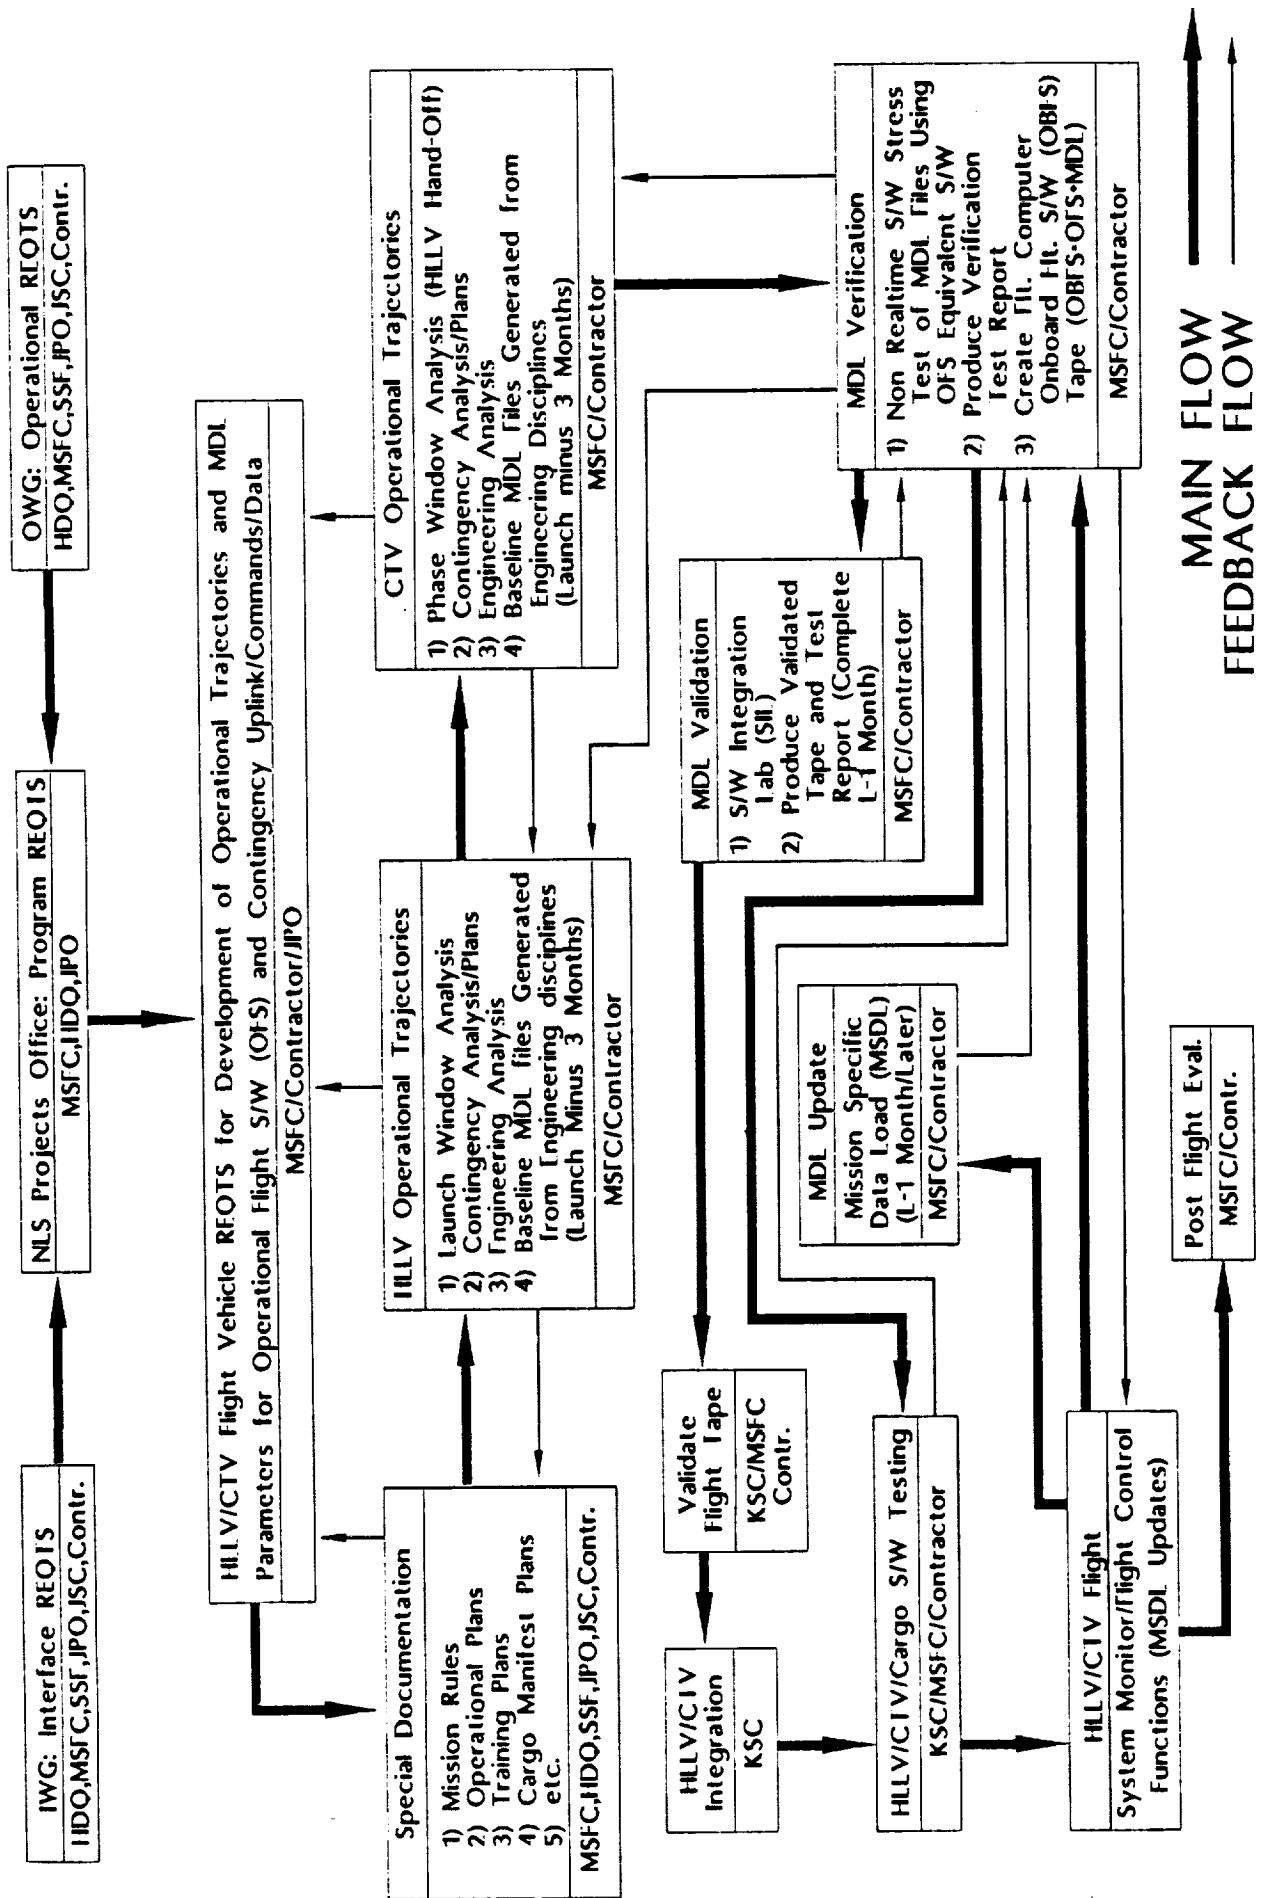 IWG: Interface REQTS
HDQ,MSFC,SSF,JPO,JSC,Contr.
NLS Projects Office: Program REQTS
MSFC,HDQ,JPO
OWG: Operational REQTS
HDQ,MSFC,SSF,JPO,JSC,Contr.
HLLV/CTV Flight Vehicle REQTS for Development of Operational Trajectories and MDL
Parameters for Operational Flight S/W (OFS) and Contingency Uplink/Commands/Data
MSFC/Contractor/JPO
Special Documentation
1) Mission Rules
2) Operational Plans
3) Training Plans
4) Cargo Manifest Plans
5) etc.
MSFC,HDQ,SSF,JPO,JSC,Contr.
HLLV Operational Trajectories
1) Launch Window Analysis
2) Contingency Analysis/Plans
3) Engineering Analysis
4) Baseline MDL files Generated
from Engineering disciplines
(Launch Minus 3 Months)
MSFC/Contractor
CTV Operational Trajectories
1) Phase Window Analysis (HLLV Hand-Off)
2) Contingency Analysis/Plans
3) Engineering Analysis
4) Baseline MDL Files Generated from
Engineering Disciplines
(Launch minus 3 Months)
MSFC/Contractor
HLLV/CTV
Integration
KSC
Validate
Flight Tape
KSC/MSFC
Contr.
MDL Validation
1) S/W Integration
Lab (SIL)
2) Produce Validated
Tape and Test
Report (Complete
L-1 Month)
MSFC/Contractor
MDL Verification
1) Non Realtime S/W Stress
Test of MDL Files Using
OFS Equivalent S/W
2) Produce Verification
Test Report
3) Create Flt. Computer
Onboard Flt. S/W (OBFS)
Tape (OBFS=OFS+MDL)
MSFC/Contractor
HLLV/CTV/Cargo S/W Testing
KSC/MSFC/Contractor
MDL Update
Mission Specific
Data Load (MSDL)
(L-1 Month/Later)
MSFC/Contractor
HLLV/CTV Flight
System Monitor/Flight Control
Functions (MSDL Updates)
Post Flight Eval.
MSFC/Contr.
MAIN FLOW
FEEDBACK FLOW